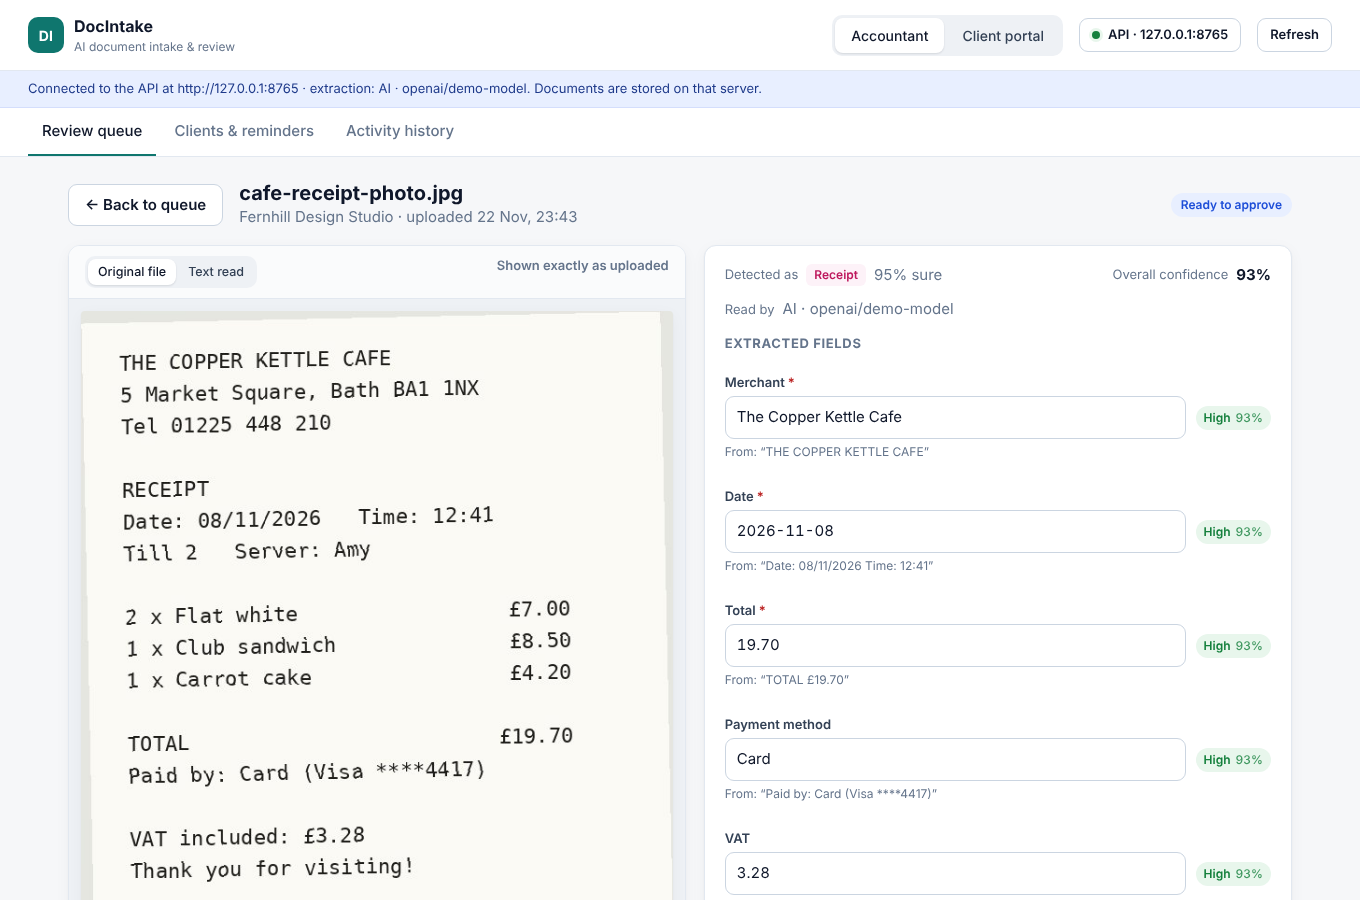 DI
DocIntake
AI document intake & review
Accountant
Client portal
API · 127.0.0.1:8765
Refresh
Connected to the API at http://127.0.0.1:8765 · extraction: AI · openai/demo-model. Documents are stored on that server.
Review queue
Clients & reminders
Activity history
← Back to queue
cafe-receipt-photo.jpg
Fernhill Design Studio · uploaded 22 Nov, 23:43
Ready to approve
Original file
Text read
Shown exactly as uploaded
THE COPPER KETTLE CAFE
5 Market Square, Bath BA1 1NX
Tel 01225 448 210
RECEIPT
Date: 08/11/2026   Time: 12:41
Till 2   Server: Amy
2 x Flat white £7.00
1 x Club sandwich £8.50
1 x Carrot cake £4.20
TOTAL £19.70
Paid by: Card (Visa ****4417)
VAT included: £3.28
Thank you for visiting!
Detected as Receipt 95% sure
Overall confidence 93%
Read by AI · openai/demo-model
EXTRACTED FIELDS
Merchant *
The Copper Kettle Cafe
High 93%
From: “THE COPPER KETTLE CAFE”
Date *
2026-11-08
High 93%
From: “Date: 08/11/2026 Time: 12:41”
Total *
19.70
High 93%
From: “TOTAL £19.70”
Payment method
Card
High 93%
From: “Paid by: Card (Visa ****4417)”
VAT
3.28
High 93%